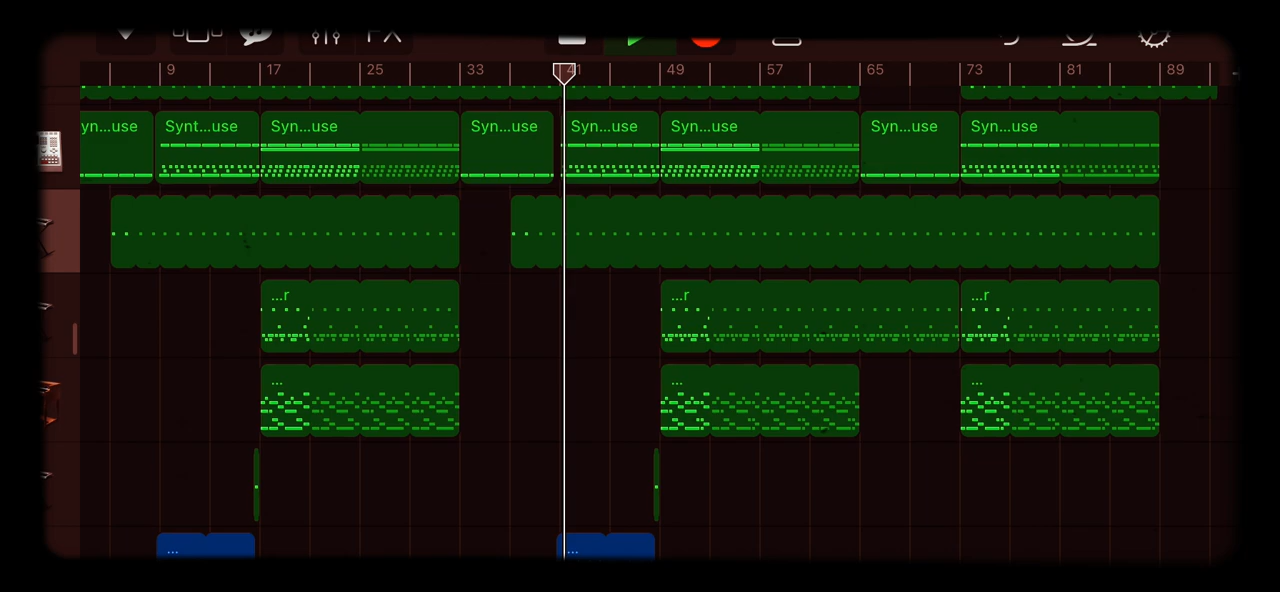 FX
9 17 25 33 41 49 57 65 73 81 89
yn...use Synt...use Syn...use Syn...use Syn...use Syn...use Syn...use Syn...use
...r ...r ...r
... ... ...
... ...